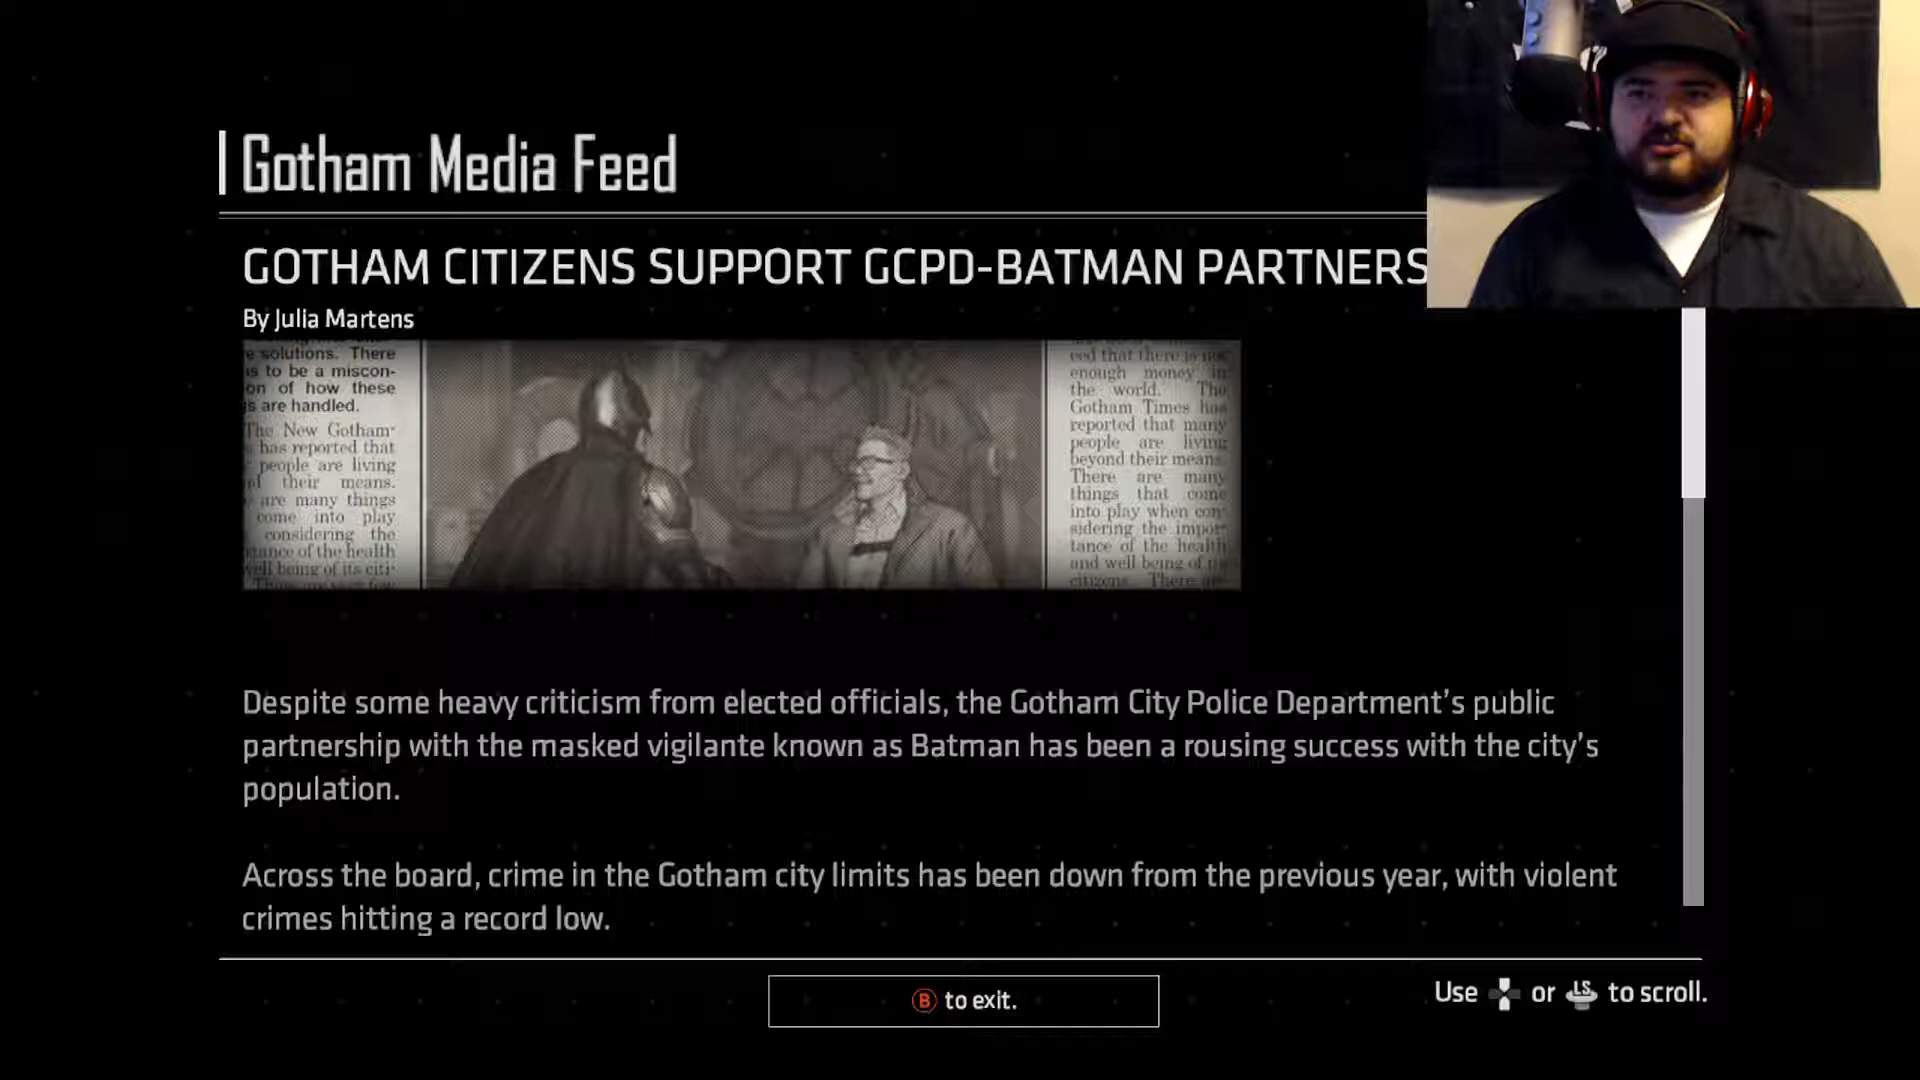 Gotham Media Feed
GOTHAM CITIZENS SUPPORT GCPD-BATMAN PARTNERS
By Julia Martens
e solutions. There
is to be a miscon-
on of how these
s are handled.
The New Gotham-
has reported that
people are living
their means.
are many things
come into play
considering the
tance of the health
well being of its citi-
eed that there is not
enough money in
the world. The
Gotham Times has
reported that many
people are living
beyond their means.
There are many
things that come
into play when con-
sidering the impor-
tance of the health
and well being of
citizens. There
Despite some heavy criticism from elected officials, the Gotham City Police Department’s public
partnership with the masked vigilante known as Batman has been a rousing success with the city’s
population.
Across the board, crime in the Gotham city limits has been down from the previous year, with violent
crimes hitting a record low.
B to exit.
Use or LS to scroll.